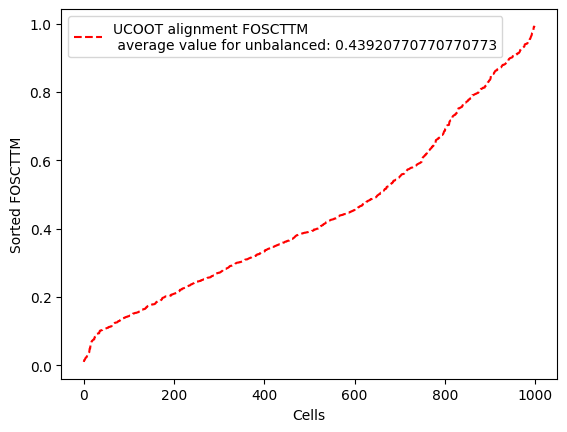 UCOOT alignment FOSCTTM
average value for unbalanced: 0.43920770770770773
1.0
0.8
0.6
0.4
0.2
0.0
Sorted FOSCTTM
0 200 400 600 800 1000
Cells